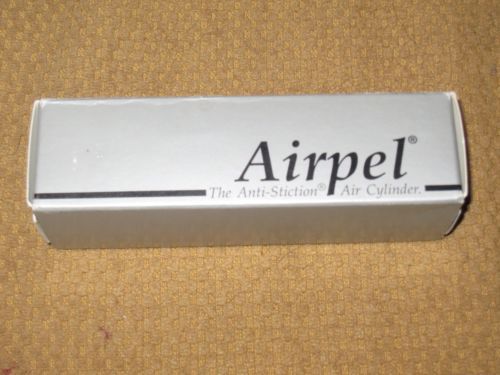 Airpel®
The Anti-Stiction® Air Cylinder.